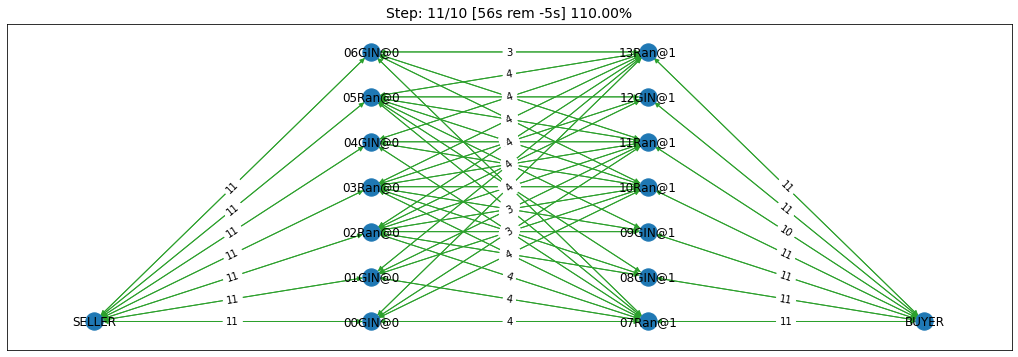 Step: 11/10 [56s rem -5s] 110.00%
06GIN@0 3 13Ran@1
4
05Ran@0 4 12GIN@1
4
04GIN@0 4 11Ran@1
4
11 11
03Ran@0 4 10Ran@1
11 3 11
02Ran@0 3 09GIN@1
11 10
11 4 11
01GIN@0 4 08GIN@1
11 11
11 4 11
SELLER 11 00GIN@0 4 07Ran@1 11 BUYER